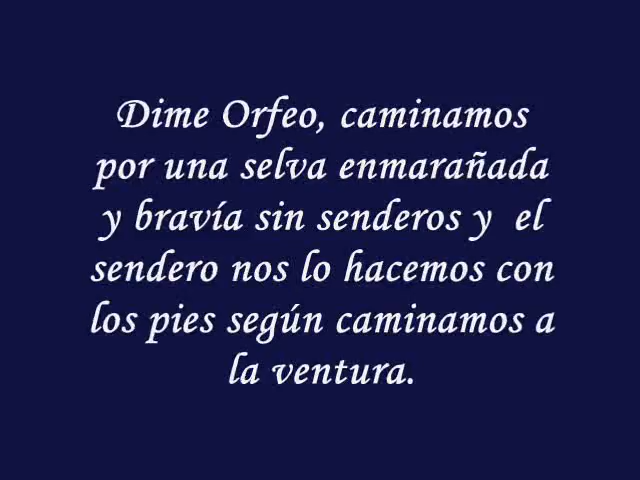 Dime Orfeo, caminamos
por una selva enmarañada
y bravía sin senderos y  el
sendero nos lo hacemos con
los pies según caminamos a
la ventura.